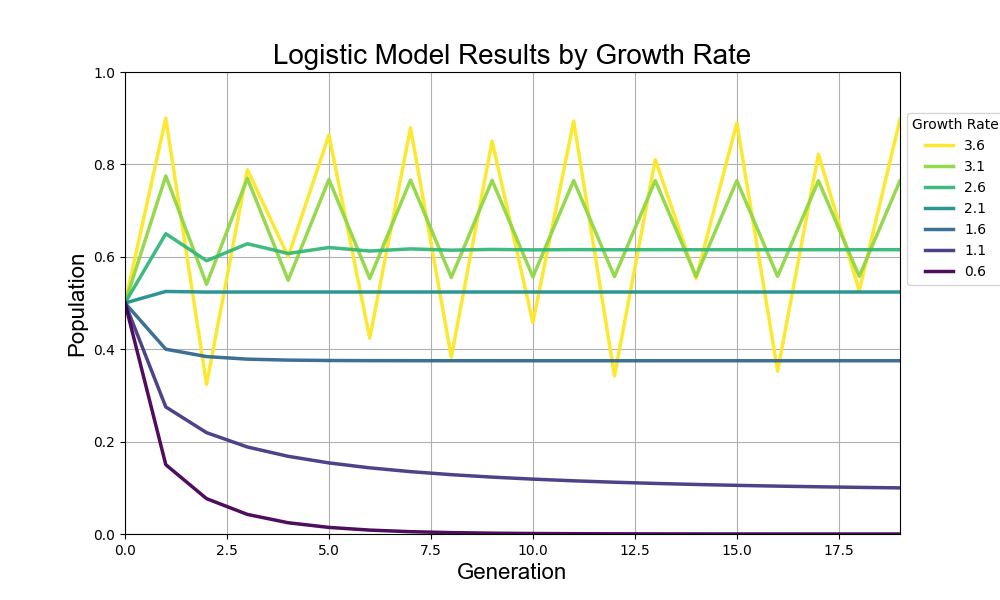 Logistic Model Results by Growth Rate
1.0
0.8
0.6
0.4
0.2
0.0
Population
0.0 2.5 5.0 7.5 10.0 12.5 15.0 17.5
Generation
Growth Rate
3.6
3.1
2.6
2.1
1.6
1.1
0.6